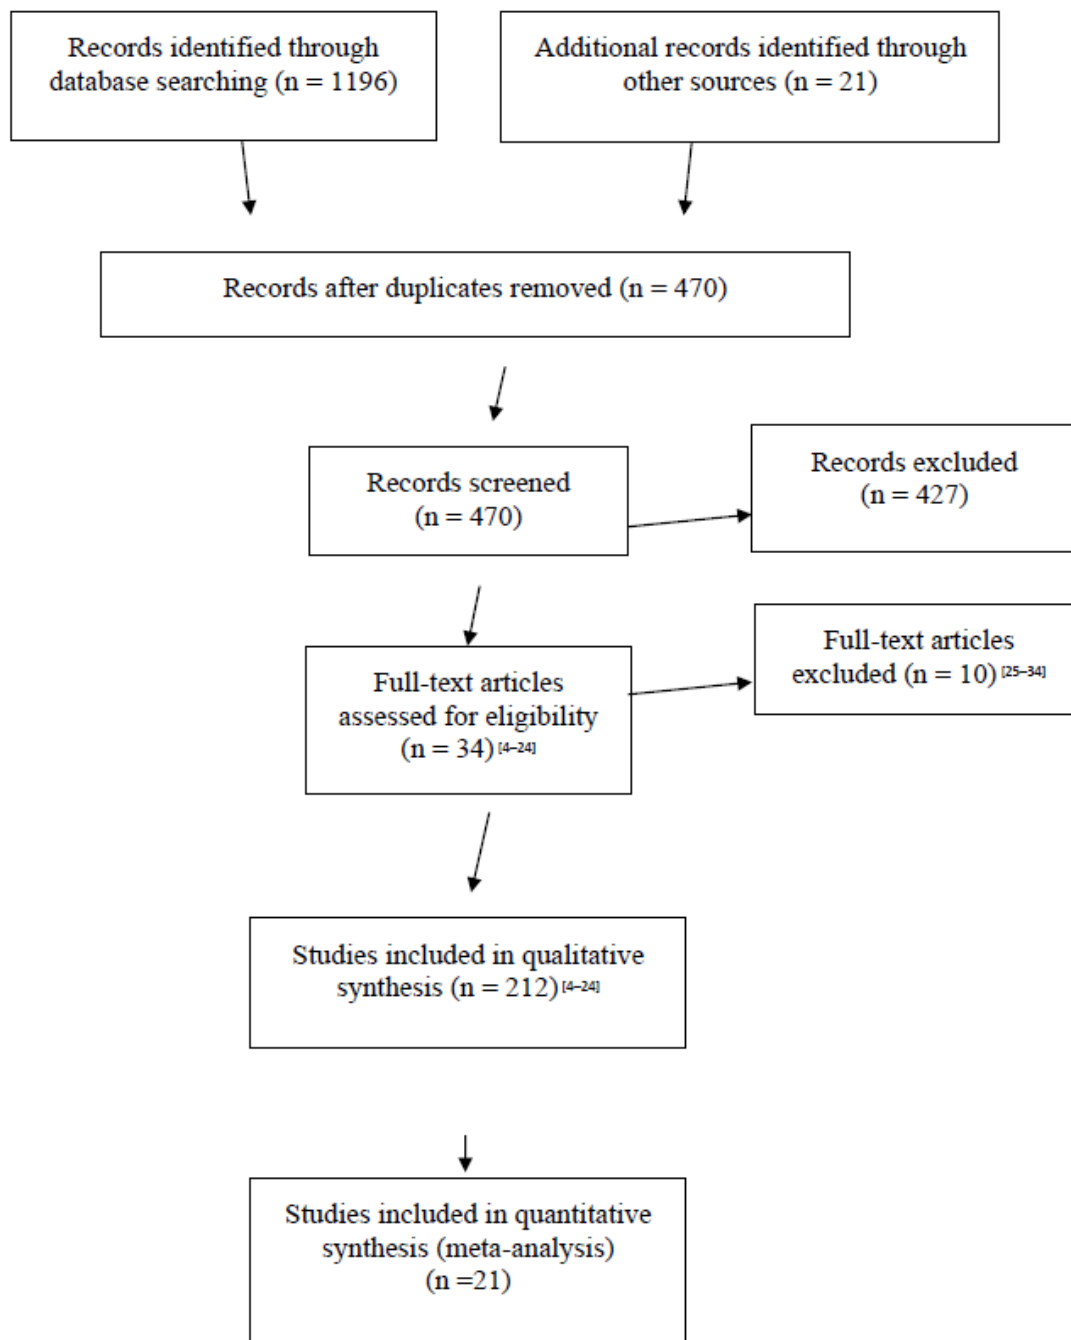 Records identified through
database searching (n = 1196)
Additional records identified through
other sources (n = 21)
Records after duplicates removed (n = 470)
Records screened
(n = 470)
Records excluded
(n = 427)
Full-text articles
assessed for eligibility
(n = 34) [4–24]
Full-text articles
excluded (n = 10) [25–34]
Studies included in qualitative
synthesis (n = 212) [4–24]
Studies included in quantitative
synthesis (meta-analysis)
(n =21)